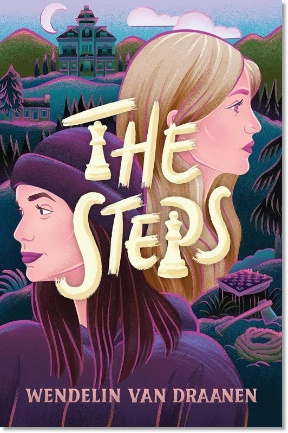 THE
STEPS
WENDELIN VAN DRAANEN